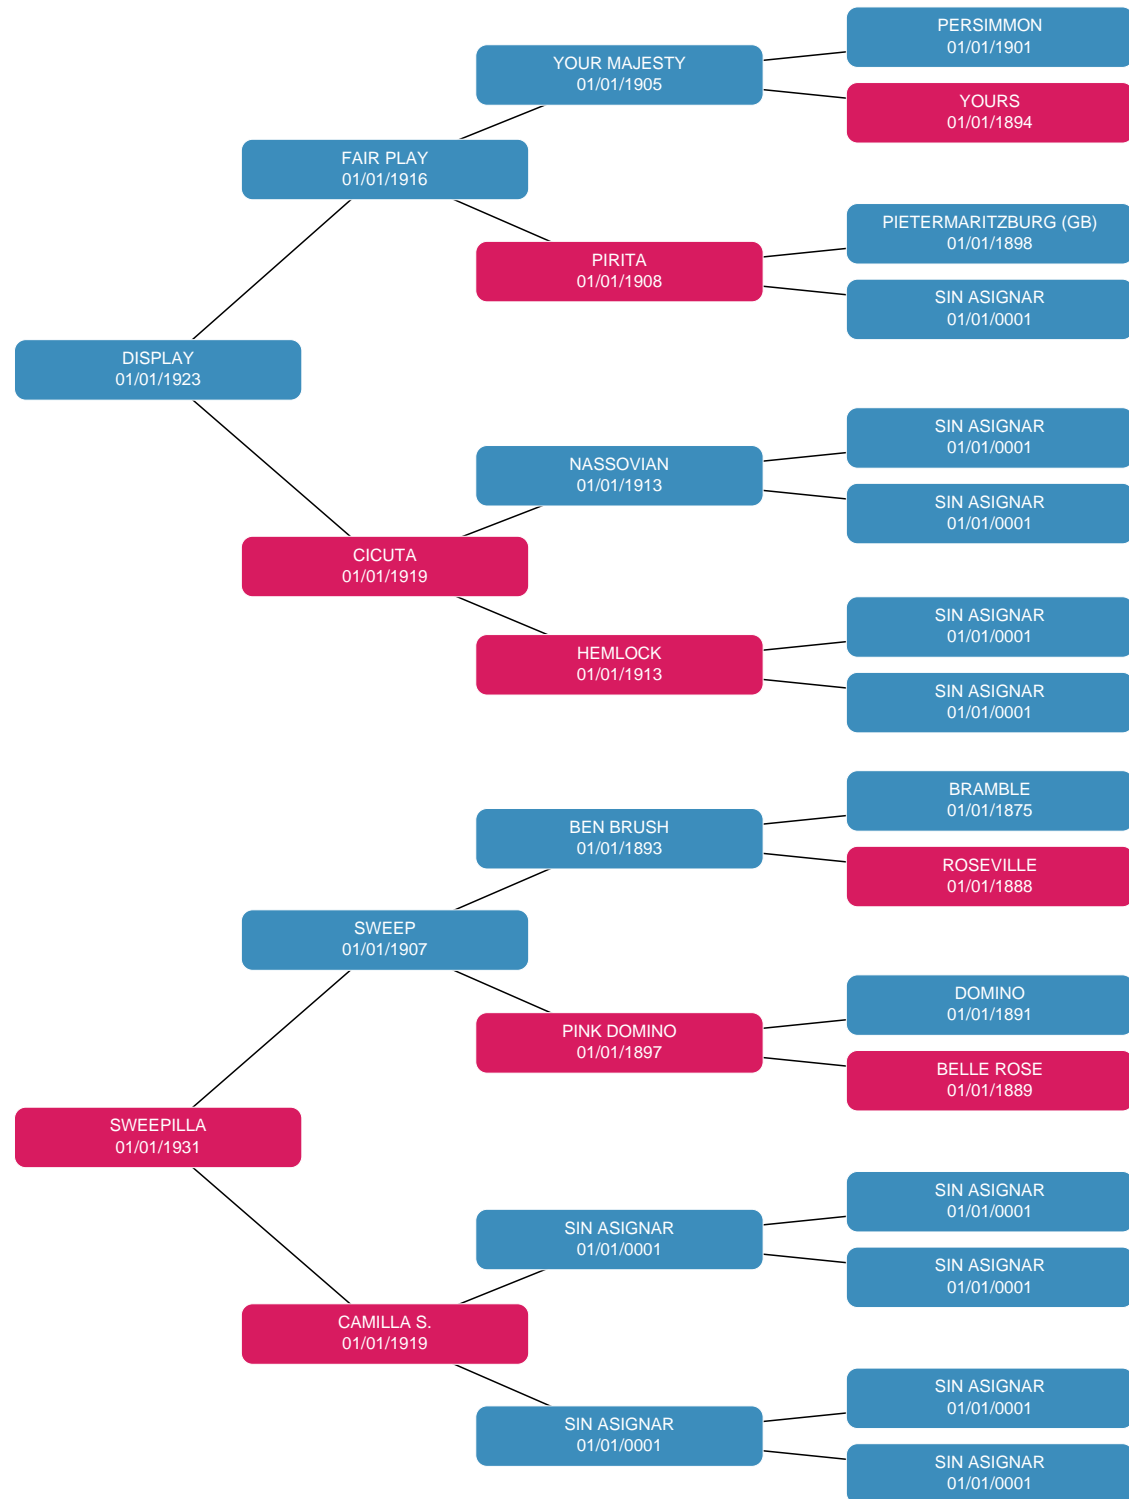 PERSIMMON
01/01/1901
YOUR MAJESTY
01/01/1905
YOURS
01/01/1894
FAIR PLAY
01/01/1916
PIETERMARITZBURG (GB)
01/01/1898
PIRITA
01/01/1908
SIN ASIGNAR
01/01/0001
DISPLAY
01/01/1923
SIN ASIGNAR
01/01/0001
NASSOVIAN
01/01/1913
SIN ASIGNAR
01/01/0001
CICUTA
01/01/1919
SIN ASIGNAR
01/01/0001
HEMLOCK
01/01/1913
SIN ASIGNAR
01/01/0001
BRAMBLE
01/01/1875
BEN BRUSH
01/01/1893
ROSEVILLE
01/01/1888
SWEEP
01/01/1907
DOMINO
01/01/1891
PINK DOMINO
01/01/1897
BELLE ROSE
01/01/1889
SWEEPILLA
01/01/1931
SIN ASIGNAR
01/01/0001
SIN ASIGNAR
01/01/0001
SIN ASIGNAR
01/01/0001
CAMILLA S.
01/01/1919
SIN ASIGNAR
01/01/0001
SIN ASIGNAR
01/01/0001
SIN ASIGNAR
01/01/0001